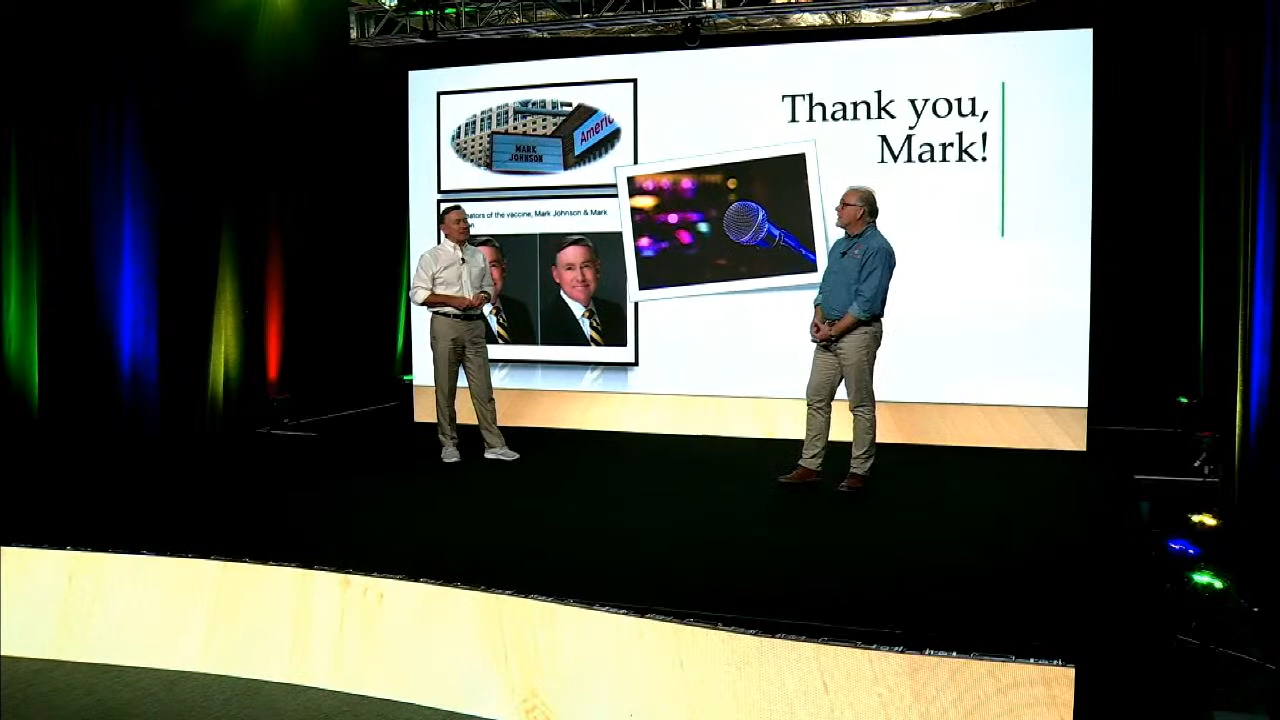 Thank you,
Mark!
Americ
MARK
JOHNSON
ators of the vaccine, Mark Johnson & Mark